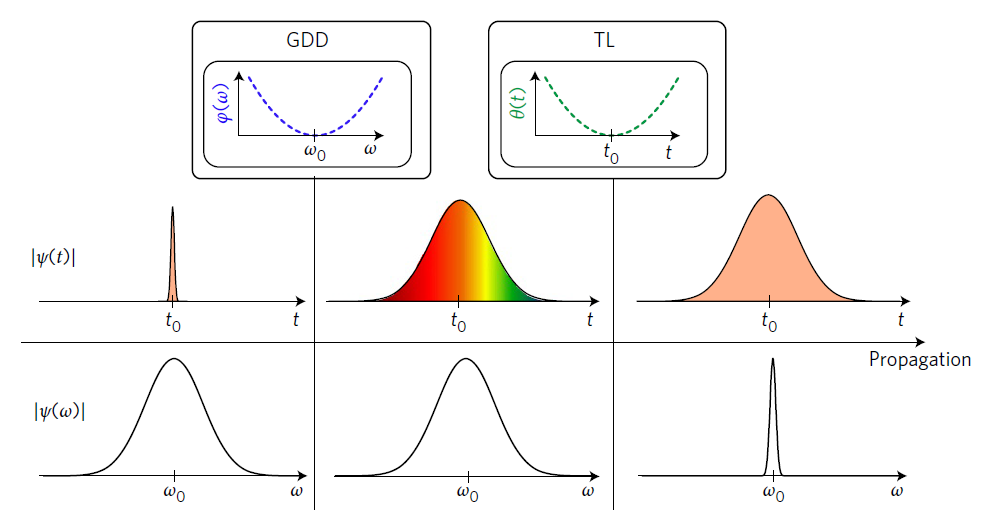 GDD
TL
φ(ω)
ω₀
ω
θ(t)
t₀
t
|ψ(t)|
t₀
t
t₀
t
t₀
t
Propagation
|ψ(ω)|
ω₀
ω
ω₀
ω
ω₀
ω